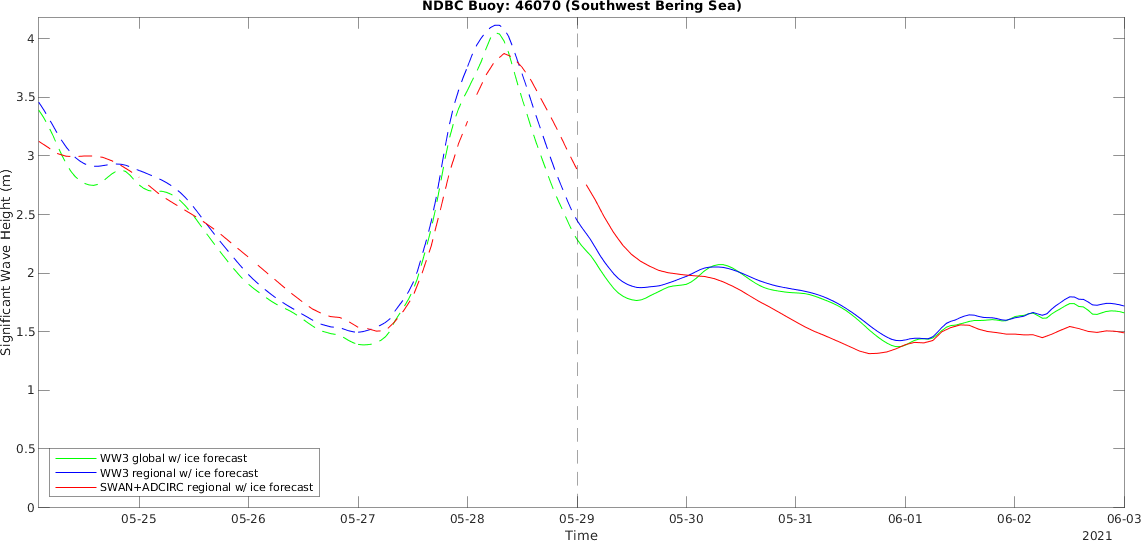 NDBC Buoy: 46070 (Southwest Bering Sea)
4
3.5
3
2.5
2
1.5
1
0.5
0
Significant Wave Height (m)
WW3 global w/ ice forecast
WW3 regional w/ ice forecast
SWAN+ADCIRC regional w/ ice forecast
05-25 05-26 05-27 05-28 05-29 05-30 05-31 06-01 06-02 06-03
Time
2021